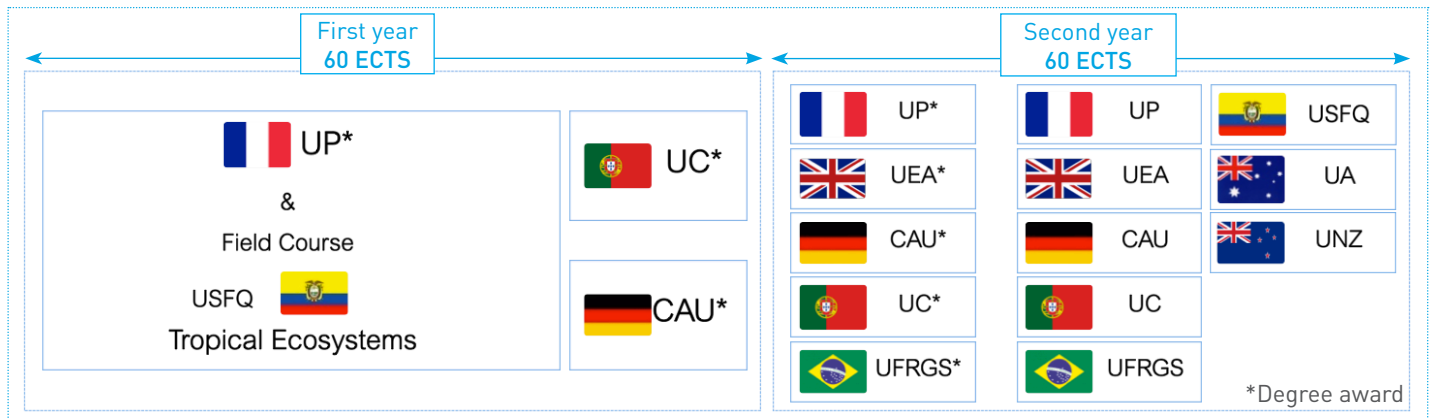 First year
60 ECTS
Second year
60 ECTS
UP*
&
Field Course
USFQ
Tropical Ecosystems
UC*
CAU*
UP*
UEA*
CAU*
UC*
UFRGS*
UP
UEA
CAU
UC
UFRGS
USFQ
UA
UNZ
*Degree award